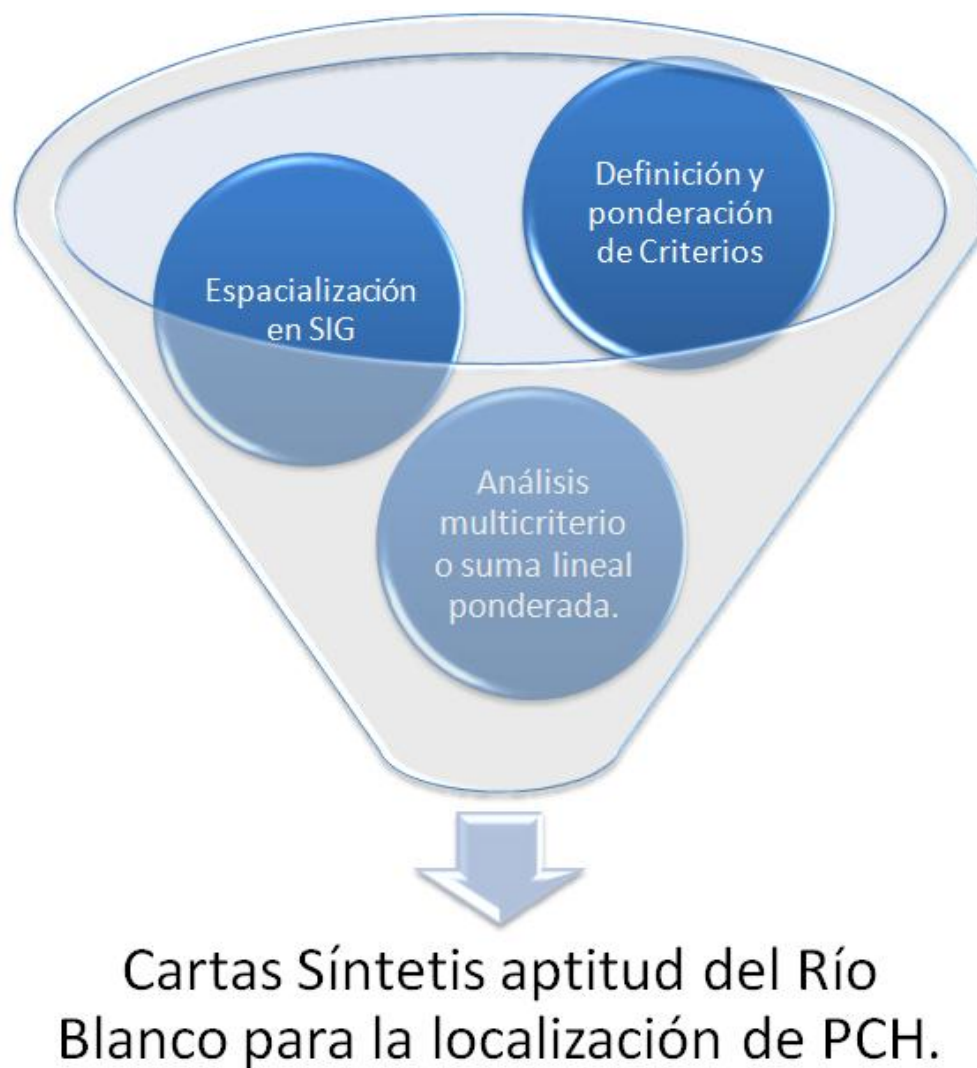 Definición y
ponderación
de Criterios
Espacialización
en SIG
Análisis
multicriterio
o suma lineal
ponderada.
Cartas Síntetis aptitud del Río
Blanco para la localización de PCH.